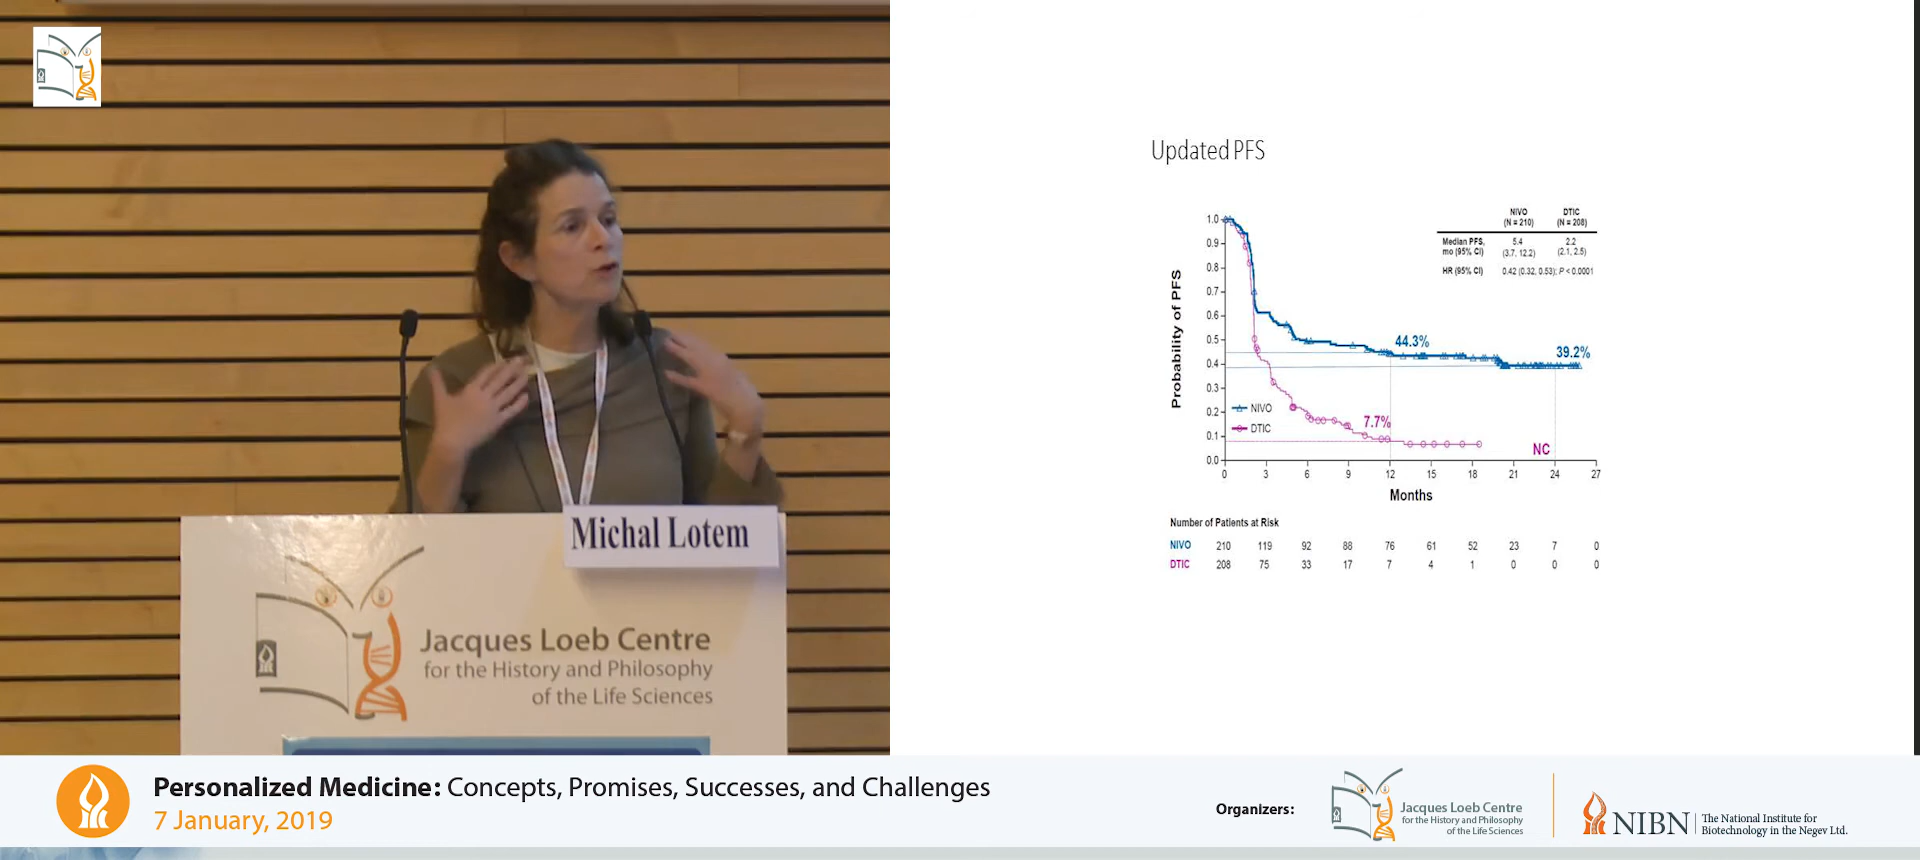 Updated PFS
NIVO DTIC
(N = 210) (N = 208)
Median PFS, 5.4 2.2
mo (95% CI) (3.7, 12.2) (2.1, 2.5)
HR (95% CI) 0.42 (0.32, 0.53); P < 0.0001
Probability of PFS
1.0
0.9
0.8
0.7
0.6
0.5
0.4
0.3
0.2
0.1
0.0
44.3%
39.2%
7.7%
NC
NIVO
DTIC
0 3 6 9 12 15 18 21 24 27
Months
Number of Patients at Risk
NIVO 210 119 92 88 76 61 52 23 7 0
DTIC 208 75 33 17 7 4 1 0 0 0
Michal Lotem
Jacques Loeb Centre
for the History and Philosophy
of the Life Sciences
Personalized Medicine: Concepts, Promises, Successes, and Challenges
7 January, 2019
Organizers:
Jacques Loeb Centre
for the History and Philosophy
of the Life Sciences
NIBN
The National Institute for
Biotechnology in the Negev Ltd.